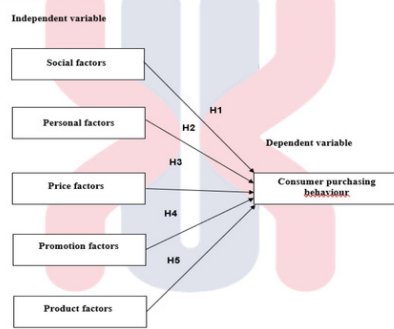 Independent variable
Social factors
H1
Personal factors
H2
Dependent variable
H3
Price factors
Consumer purchasing
behaviour
H4
Promotion factors
H5
Product factors